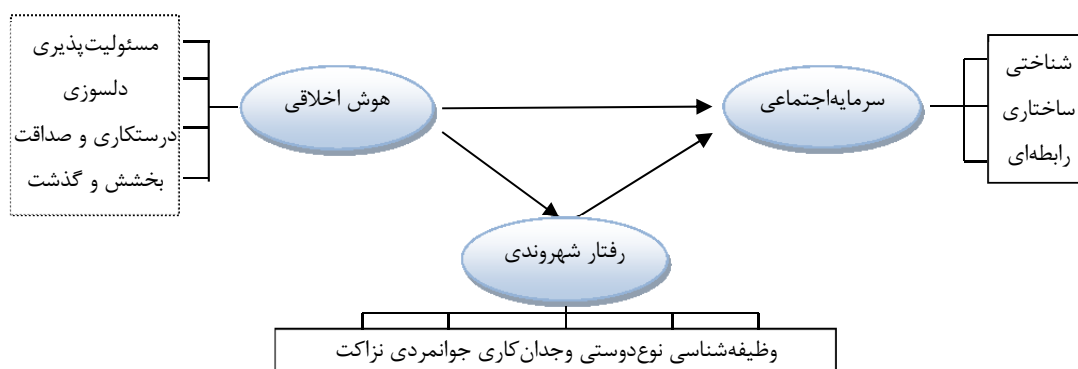 مسئولیت‌پذیری
دلسوزی
درستکاری و صداقت
بخشش و گذشت
هوش اخلاقی
سرمایه‌اجتماعی
شناختی
ساختاری
رابطه‌ای
رفتار شهروندی
وظیفه‌شناسی نوع‌دوستی وجدان‌کاری جوانمردی نزاکت